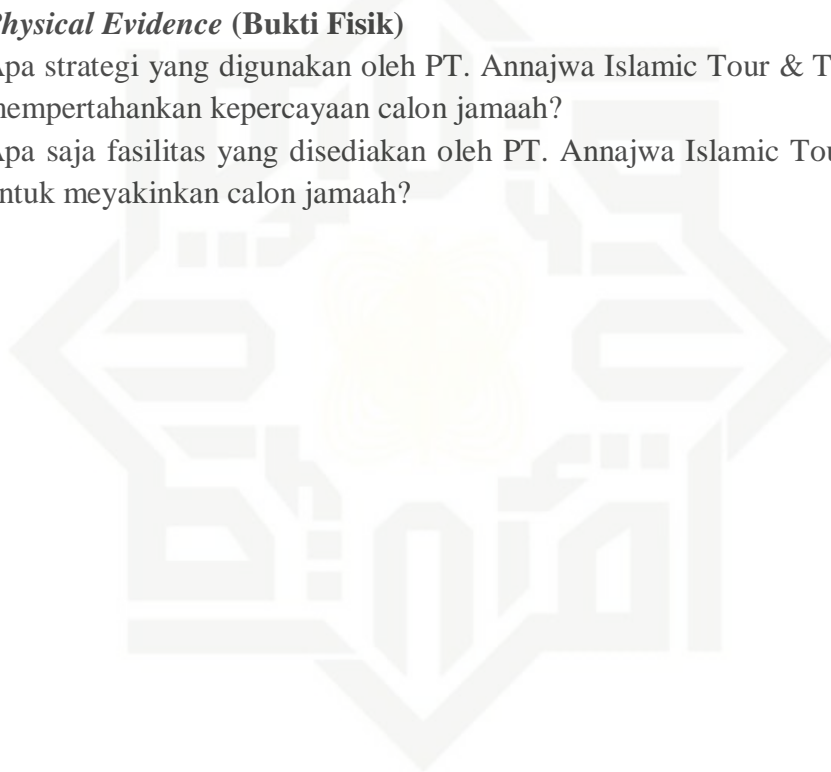 Physical Evidence (Bukti Fisik)
Apa strategi yang digunakan oleh PT. Annajwa Islamic Tour & T
mempertahankan kepercayaan calon jamaah?
Apa saja fasilitas yang disediakan oleh PT. Annajwa Islamic Tou
untuk meyakinkan calon jamaah?